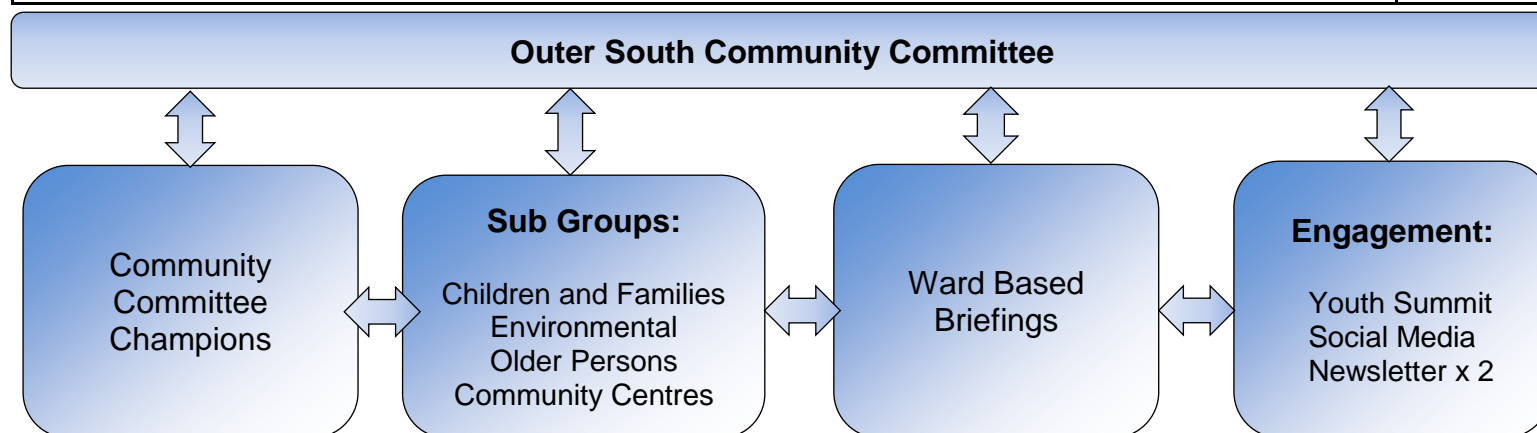 Outer South Community Committee
Community
Committee
Champions
Sub Groups:
Children and Families
Environmental
Older Persons
Community Centres
Ward Based
Briefings
Engagement:
Youth Summit
Social Media
Newsletter x 2